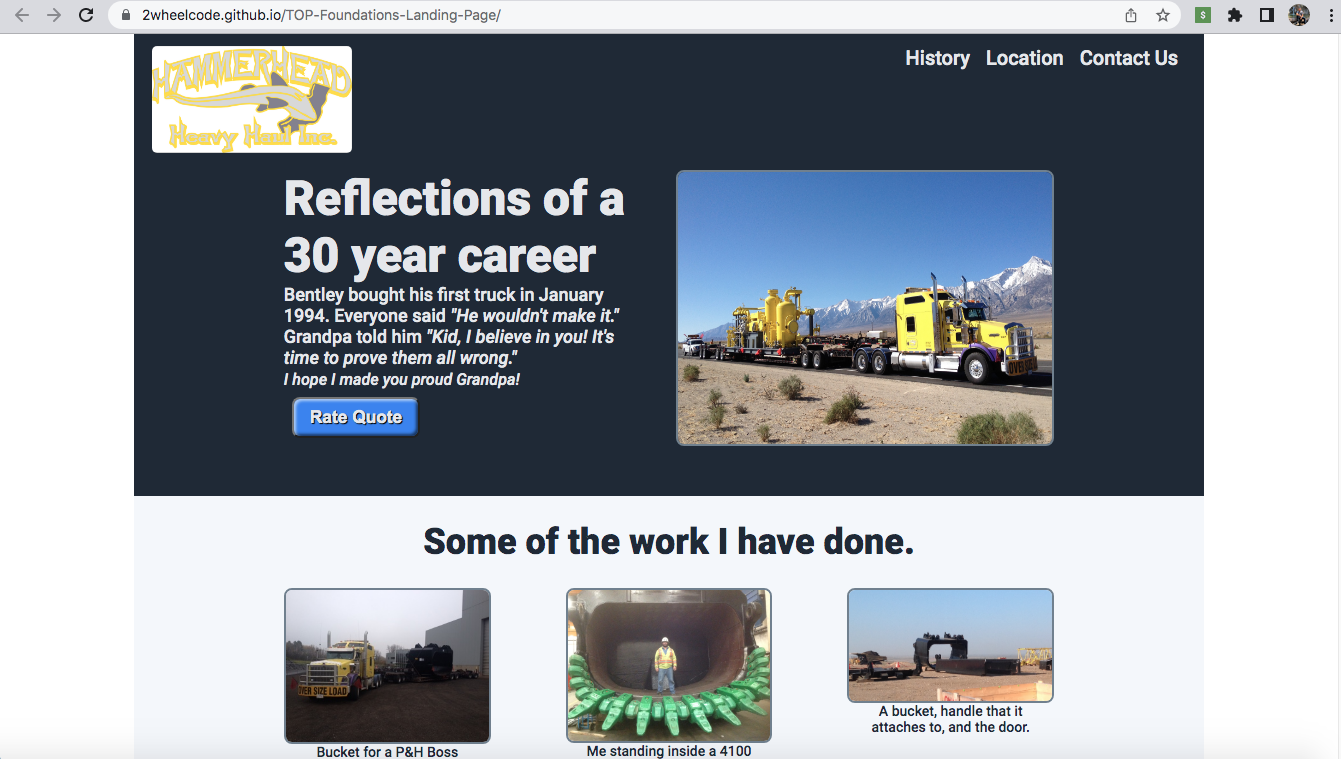 2wheelcode.github.io/TOP-Foundations-Landing-Page/
HAMMERHEAD
Heavy Haul Inc.
History Location Contact Us
Reflections of a
30 year career
Bentley bought his first truck in January
1994. Everyone said "He wouldn't make it."
Grandpa told him "Kid, I believe in you! It's
time to prove them all wrong."
I hope I made you proud Grandpa!
Rate Quote
OVER SIZE
Some of the work I have done.
OVER SIZE LOAD
Bucket for a P&H Boss
Me standing inside a 4100
A bucket, handle that it
attaches to, and the door.